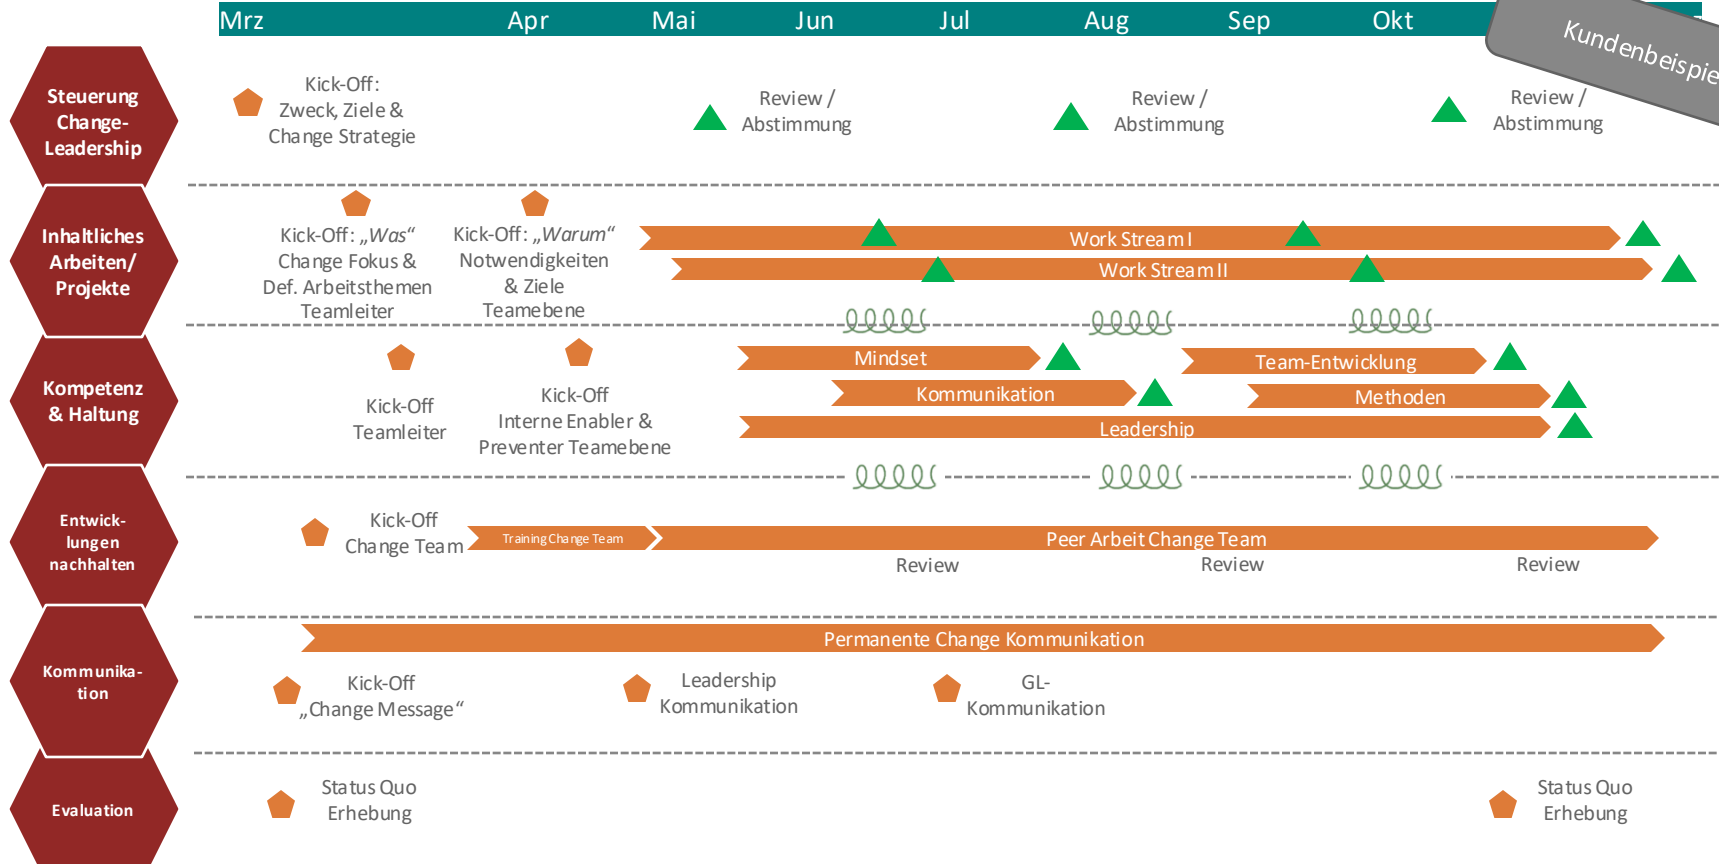 Mrz Apr Mai Jun Jul Aug Sep Okt
Kundenbeispie
Steuerung
Change-
Leadership
Kick-Off:
Zweck, Ziele &
Change Strategie
Review /
Abstimmung
Review /
Abstimmung
Review /
Abstimmung
Inhaltliches
Arbeiten/
Projekte
Kick-Off: „Was“
Change Fokus &
Def. Arbeitsthemen
Teamleiter
Kick-Off: „Warum“
Notwendigkeiten
& Ziele
Teamebene
Work Stream I
Work Stream II
Kompetenz
& Haltung
Kick-Off
Teamleiter
Kick-Off
Interne Enabler &
Preventer Teamebene
Mindset
Team-Entwicklung
Kommunikation
Methoden
Leadership
Entwick-
lungen
nachhalten
Kick-Off
Change Team
Training Change Team
Peer Arbeit Change Team
Review
Review
Review
Kommunika-
tion
Permanente Change Kommunikation
Kick-Off
„Change Message“
Leadership
Kommunikation
GL-
Kommunikation
Evaluation
Status Quo
Erhebung
Status Quo
Erhebung